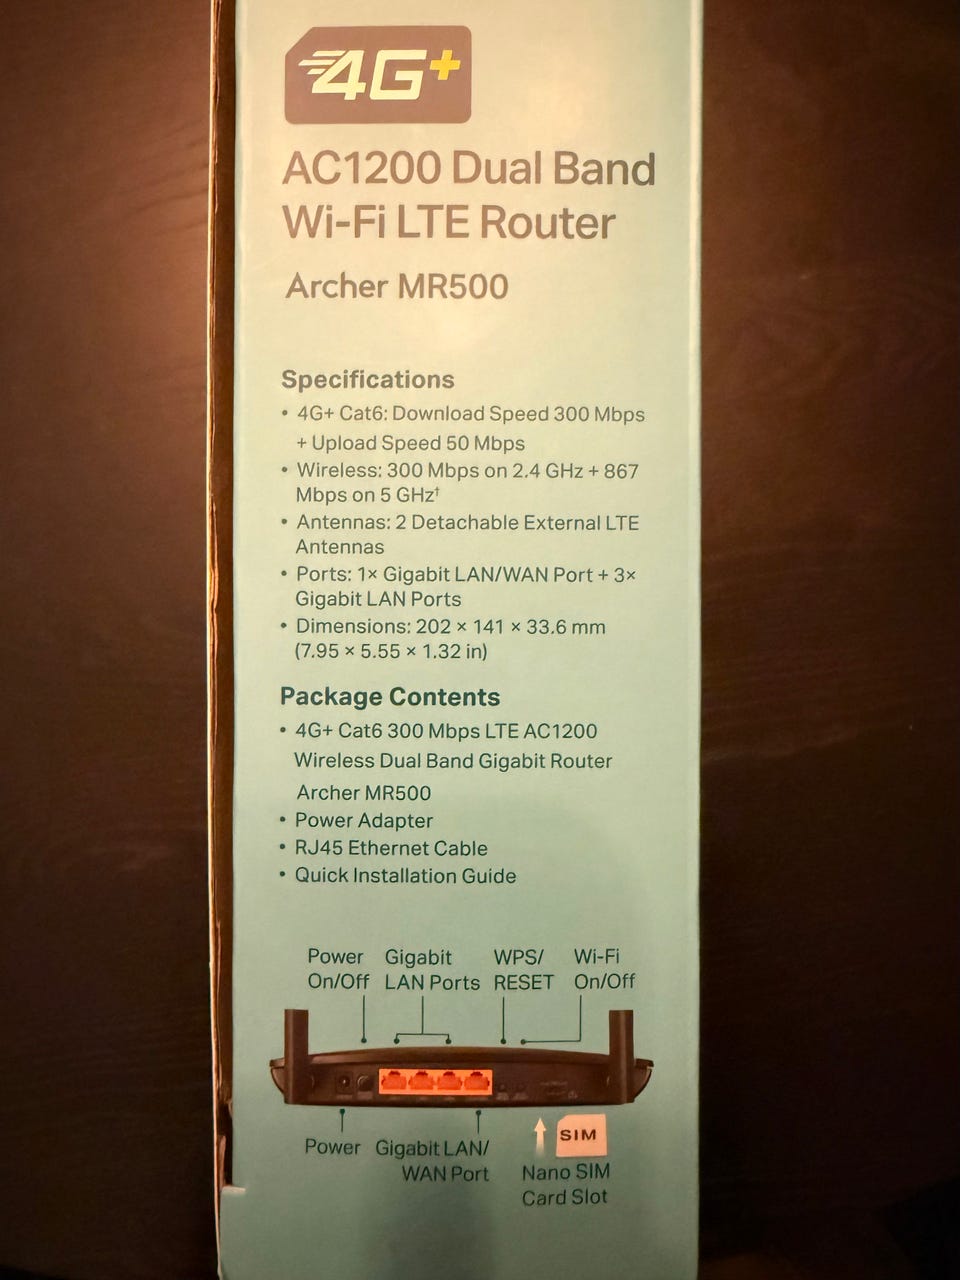 4G+
AC1200 Dual Band
Wi-Fi LTE Router
Archer MR500
Specifications
• 4G+ Cat6: Download Speed 300 Mbps
+ Upload Speed 50 Mbps
• Wireless: 300 Mbps on 2.4 GHz + 867
Mbps on 5 GHz†
• Antennas: 2 Detachable External LTE
Antennas
• Ports: 1× Gigabit LAN/WAN Port + 3×
Gigabit LAN Ports
• Dimensions: 202 × 141 × 33.6 mm
(7.95 × 5.55 × 1.32 in)
Package Contents
• 4G+ Cat6 300 Mbps LTE AC1200
Wireless Dual Band Gigabit Router
Archer MR500
• Power Adapter
• RJ45 Ethernet Cable
• Quick Installation Guide
Power
On/Off
Gigabit
LAN Ports
WPS/
RESET
Wi-Fi
On/Off
Power
Gigabit LAN/
WAN Port
SIM
Nano SIM
Card Slot